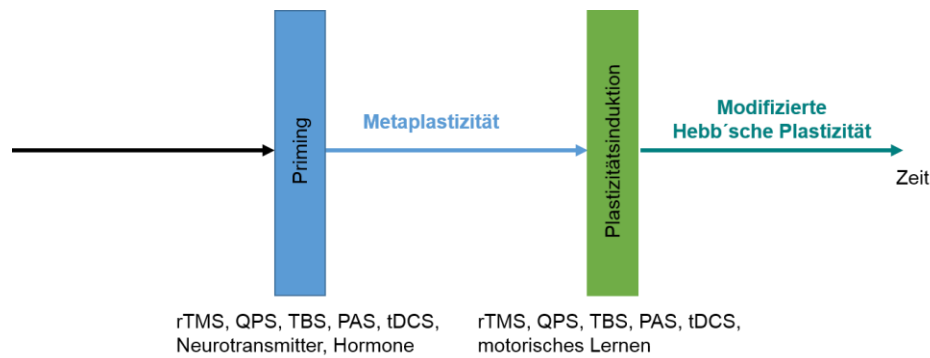 Priming
Metaplastizität
Plastizitätsinduktion
Modifizierte
Hebb´sche Plastizität
Zeit
rTMS, QPS, TBS, PAS, tDCS,
Neurotransmitter, Hormone
rTMS, QPS, TBS, PAS, tDCS,
motorisches Lernen